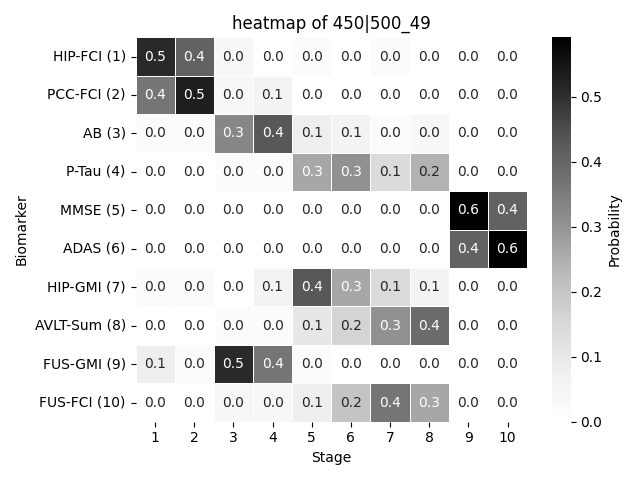 heatmap of 450|500_49
HIP-FCI (1) 0.5 0.4 0.0 0.0 0.0 0.0 0.0 0.0 0.0 0.0
PCC-FCI (2) 0.4 0.5 0.0 0.1 0.0 0.0 0.0 0.0 0.0 0.0
AB (3) 0.0 0.0 0.3 0.4 0.1 0.1 0.0 0.0 0.0 0.0
P-Tau (4) 0.0 0.0 0.0 0.0 0.3 0.3 0.1 0.2 0.0 0.0
MMSE (5) 0.0 0.0 0.0 0.0 0.0 0.0 0.0 0.0 0.6 0.4
ADAS (6) 0.0 0.0 0.0 0.0 0.0 0.0 0.0 0.0 0.4 0.6
HIP-GMI (7) 0.0 0.0 0.0 0.1 0.4 0.3 0.1 0.1 0.0 0.0
AVLT-Sum (8) 0.0 0.0 0.0 0.0 0.1 0.2 0.3 0.4 0.0 0.0
FUS-GMI (9) 0.1 0.0 0.5 0.4 0.0 0.0 0.0 0.0 0.0 0.0
FUS-FCI (10) 0.0 0.0 0.0 0.0 0.1 0.2 0.4 0.3 0.0 0.0
1 2 3 4 5 6 7 8 9 10
Stage
Biomarker
0.5
0.4
0.3
0.2
0.1
0.0
Probability